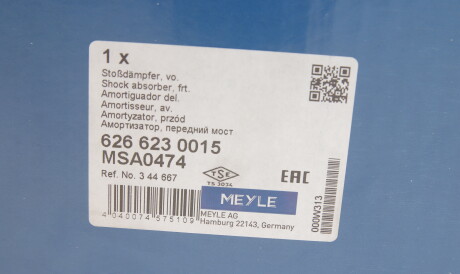 1 x
Stoßdämpfer, vo.
Shock absorber, frt.
Amortiguador del.
Amortisseur, av.
Amortyzator, przód
Амортизатор, передний мост
626 623 0015
MSA0474
Ref. No. 3 44 667
TSE
TS 3034
EAC
MEYLE
MEYLE AG
Hamburg 22143, Germany
4 040074 575109
000W313